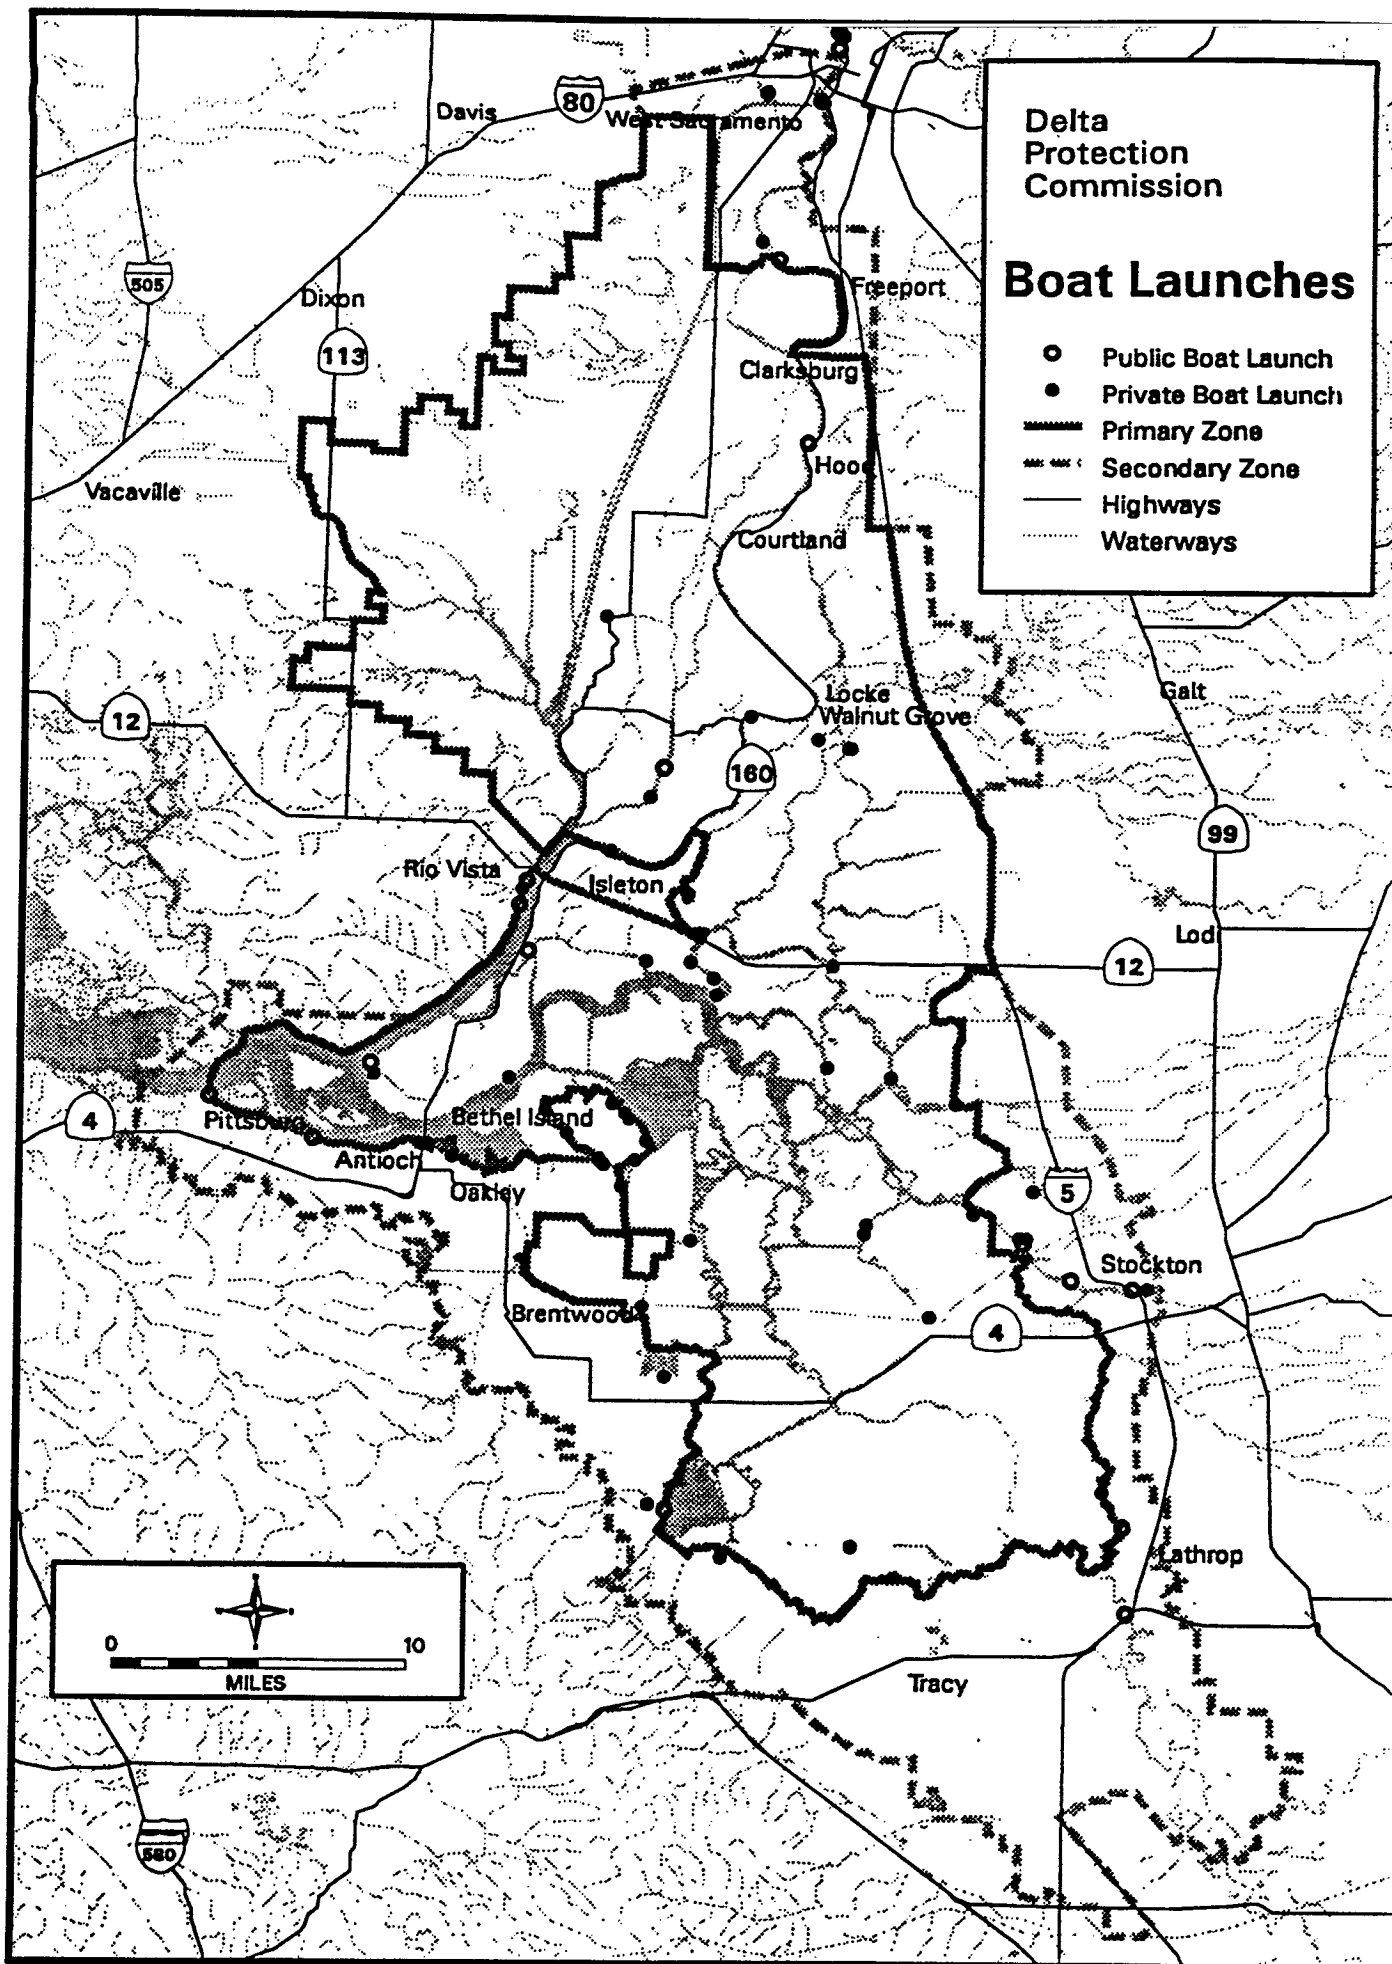 Delta
Protection
Commission
Boat Launches
Public Boat Launch
Private Boat Launch
Primary Zone
Secondary Zone
Highways
Waterways
80
Davis
West Sacramento
505
Dixon
113
Freeport
Clarksburg
Hood
Vacaville
Courtland
Locke
Walnut Grove
Galt
12
160
99
Rio Vista
Isleton
Lodi
12
4
Pittsburg
Bethel Island
Antioch
Oakley
5
Stockton
Brentwood
4
Lathrop
0 10
MILES
Tracy
580